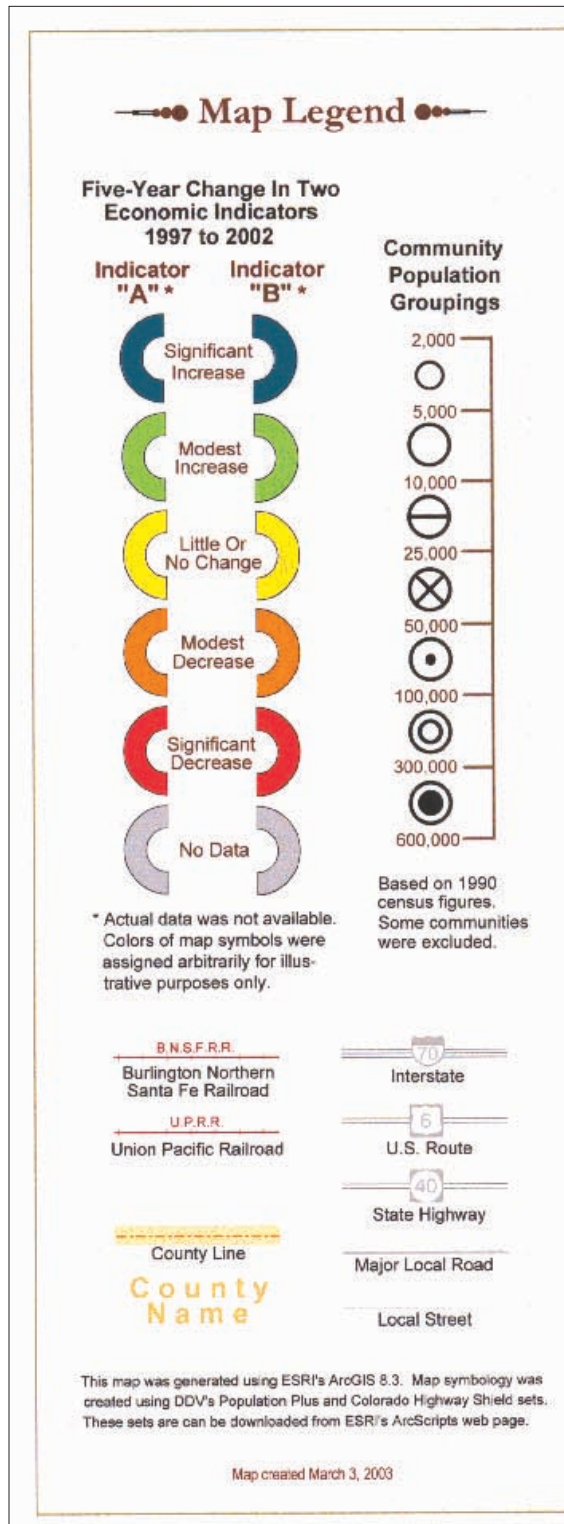 Map Legend
Five-Year Change In Two
Economic Indicators
1997 to 2002
Indicator
"A" *
Indicator
"B" *
Significant
Increase
Modest
Increase
Little Or
No Change
Modest
Decrease
Significant
Decrease
No Data
* Actual data was not available.
Colors of map symbols were
assigned arbitrarily for illus-
trative purposes only.
Community
Population
Groupings
2,000
5,000
10,000
25,000
50,000
100,000
300,000
600,000
Based on 1990
census figures.
Some communities
were excluded.
B.N.S.F.R.R.
Burlington Northern
Santa Fe Railroad
U.P.R.R.
Union Pacific Railroad
County Line
County
Name
70
Interstate
6
U.S. Route
40
State Highway
Major Local Road
Local Street
This map was generated using ESRI's ArcGIS 8.3. Map symbology was
created using DDV's Population Plus and Colorado Highway Shield sets.
These sets are can be downloaded from ESRI's ArcScripts web page.
Map created March 3, 2003